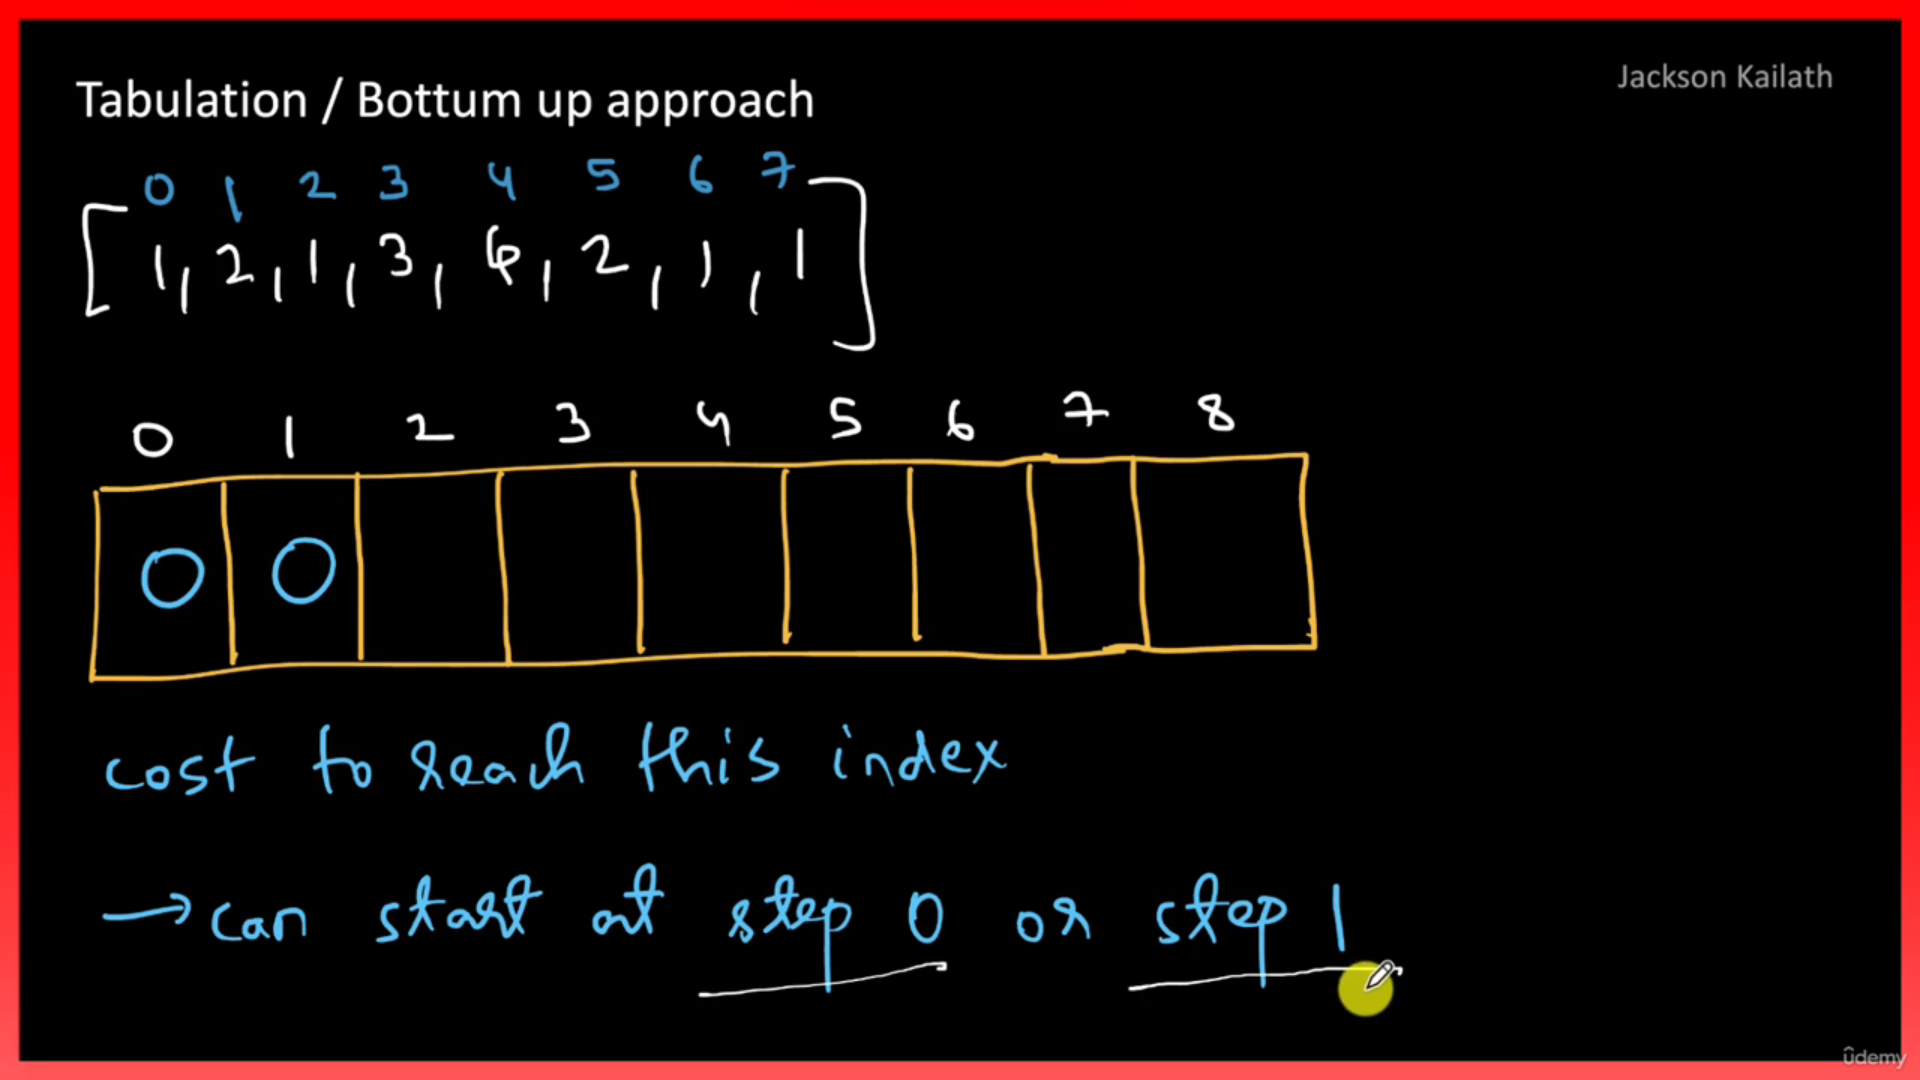 Jackson Kailath
Tabulation / Bottum up approach
0 1 2 3 4 5 6 7
[1, 2, 1, 3, , 2, 1, 1]
0 1 2 3 4 5 6 7 8
0 0
cost to reach this index
→ can start at step 0 or step 1
ûdemy